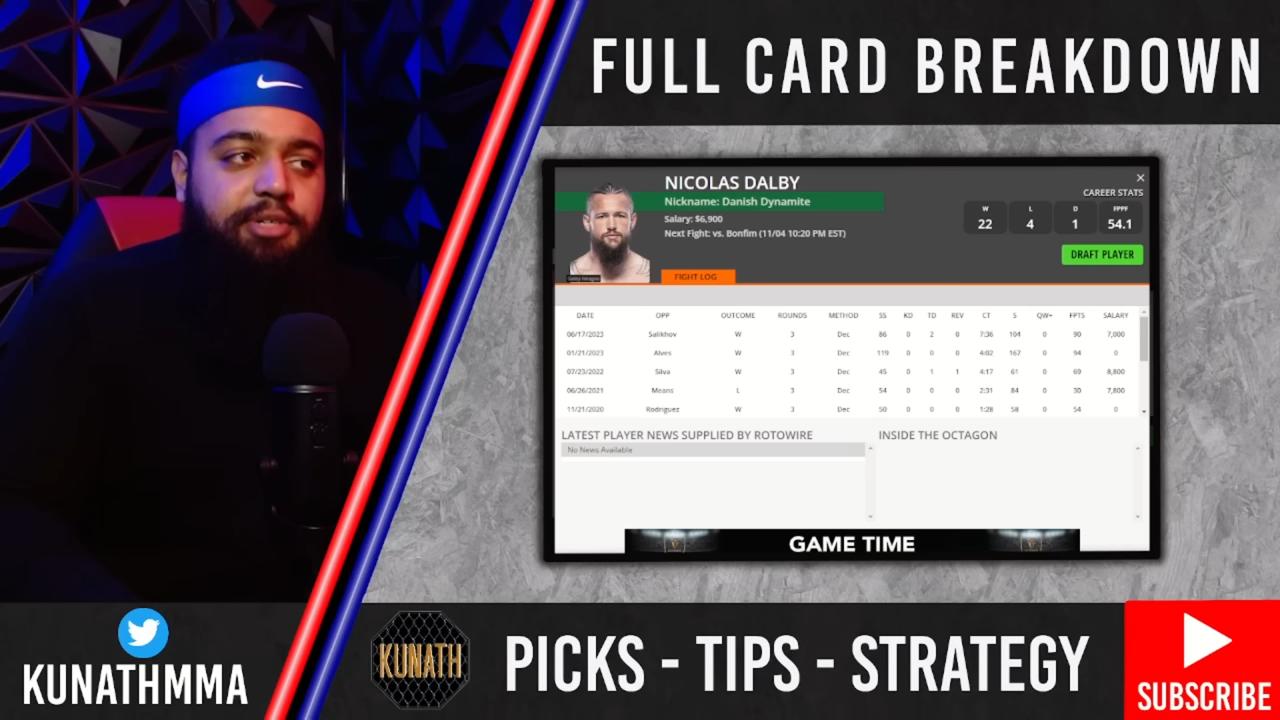 FULL CARD BREAKDOWN
NICOLAS DALBY
Nickname: Danish Dynamite
Salary: $6,900
Next Fight: vs. Bonfim (11/04 10:20 PM EST)
×
CAREER STATS
W L D FPPF
22 4 1 54.1
DRAFT PLAYER
FIGHT LOG
DATE OPP OUTCOME ROUNDS METHOD SS KD TD REV CT S QW+ FPTS SALARY
06/17/2023 Salikhov W 3 Dec 86 0 2 0 7:36 104 0 90 7,000
01/21/2023 Alves W 3 Dec 119 0 0 0 4:02 167 0 94 0
07/23/2022 Silva W 3 Dec 45 0 1 1 4:17 61 0 69 8,800
06/26/2021 Means L 3 Dec 54 0 0 0 2:31 84 0 30 7,800
11/21/2020 Rodriguez W 3 Dec 50 0 0 0 1:28 58 0 54 0
LATEST PLAYER NEWS SUPPLIED BY ROTOWIRE
No News Available
INSIDE THE OCTAGON
GAME TIME
KUNATHMMA
KUNATH
PICKS - TIPS - STRATEGY
SUBSCRIBE